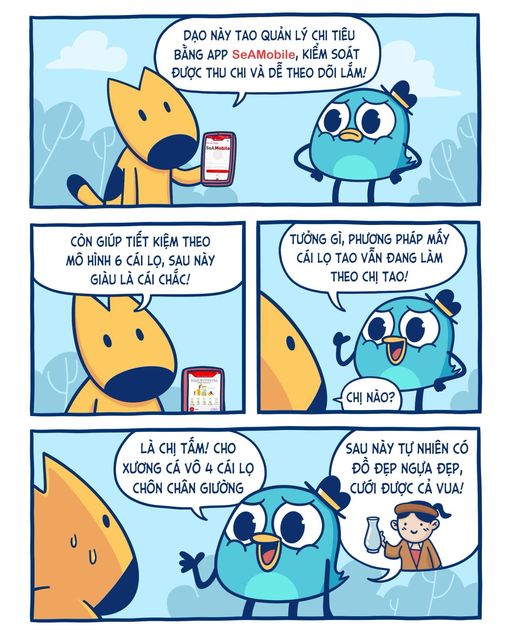 DẠO NÀY TAO QUẢN LÝ CHI TIÊU
BẰNG APP SeAMobile, KIỂM SOÁT
ĐƯỢC THU CHI VÀ DỄ THEO DÕI LẮM!
SeAMobile
CÒN GIÚP TIẾT KIỆM THEO
MÔ HÌNH 6 CÁI LỌ, SAU NÀY
GIÀU LÀ CÁI CHẮC!
TƯỞNG GÌ, PHƯƠNG PHÁP MẤY
CÁI LỌ TAO VẪN ĐANG LÀM
THEO CHỊ TAO!
CHỊ NÀO?
LÀ CHỊ TẤM! CHO
XƯƠNG CÁ VÔ 4 CÁI LỌ
CHÔN CHÂN GIƯỜNG
SAU NÀY TỰ NHIÊN CÓ
ĐỒ ĐẸP NGỰA ĐẸP,
CƯỚI ĐƯỢC CẢ VUA!